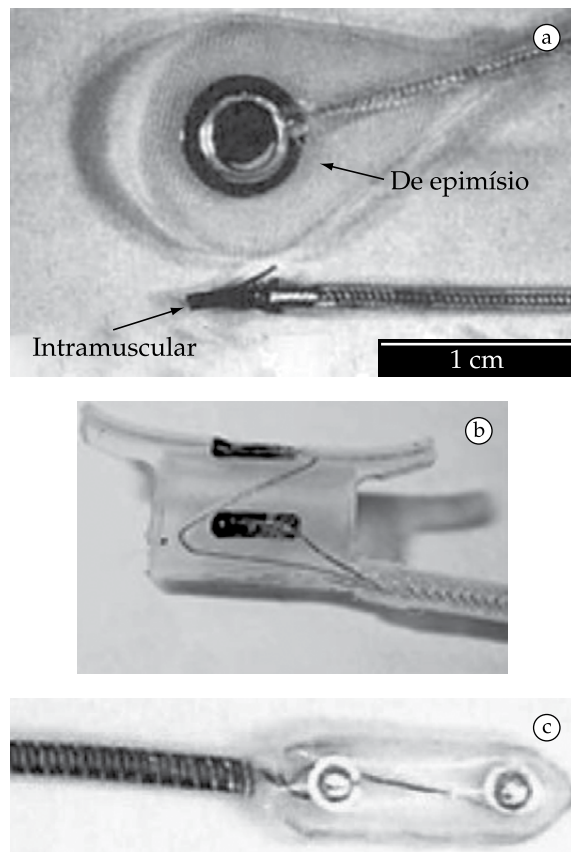 a
De epimísio
Intramuscular
1 cm
b
c